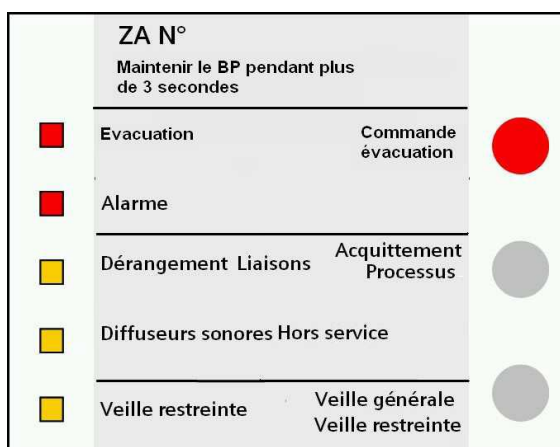 ZA N°
Maintenir le BP pendant plus
de 3 secondes
Evacuation
Commande
évacuation
Alarme
Dérangement Liaisons
Acquittement
Processus
Diffuseurs sonores Hors service
Veille restreinte
Veille générale
Veille restreinte